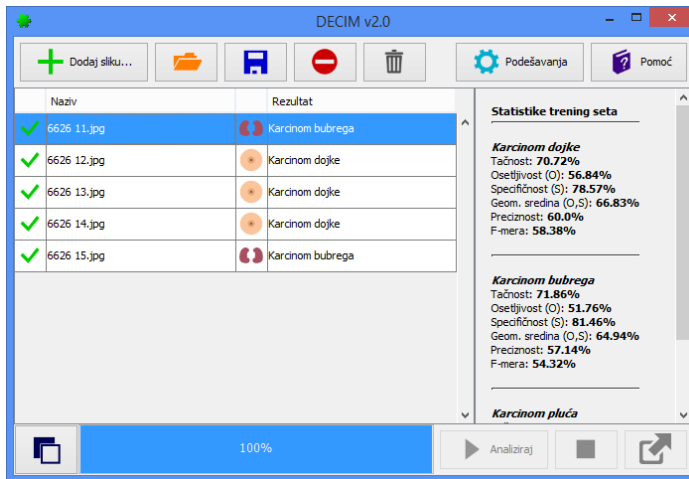 DECIM v2.0
Dodaj sliku...
Podešavanja
Pomoć
Naziv
Rezultat
6626 11.jpg
Karcinom bubrega
6626 12.jpg
Karcinom dojke
6626 13.jpg
Karcinom dojke
6626 14.jpg
Karcinom dojke
6626 15.jpg
Karcinom bubrega
Statistike trening seta
Karcinom dojke
Tačnost: 70.72%
Osetljivost (O): 56.84%
Specifičnost (S): 78.57%
Geom. sredina (O,S): 66.83%
Preciznost: 60.0%
F-mera: 58.38%
Karcinom bubrega
Tačnost: 71.86%
Osetljivost (O): 51.76%
Specifičnost (S): 81.46%
Geom. sredina (O,S): 64.94%
Preciznost: 57.14%
F-mera: 54.32%
Karcinom pluća
100%
Analiziraj